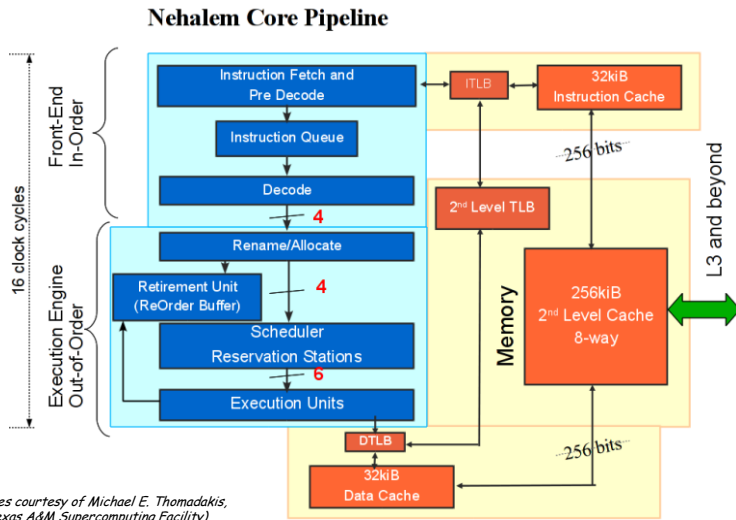 Nehalem Core Pipeline
16 clock cycles
Front-End
In-Order
Execution Engine
Out-of-Order
Instruction Fetch and
Pre Decode
Instruction Queue
Decode
4
Rename/Allocate
4
Retirement Unit
(ReOrder Buffer)
Scheduler
Reservation Stations
6
Execution Units
ITLB
32kiB
Instruction Cache
256 bits
2nd Level TLB
Memory
256kiB
2nd Level Cache
8-way
L3 and beyond
DTLB
32kiB
Data Cache
256 bits
courtesy of Michael E. Thomadakis,
A&M Supercomputing Facility)